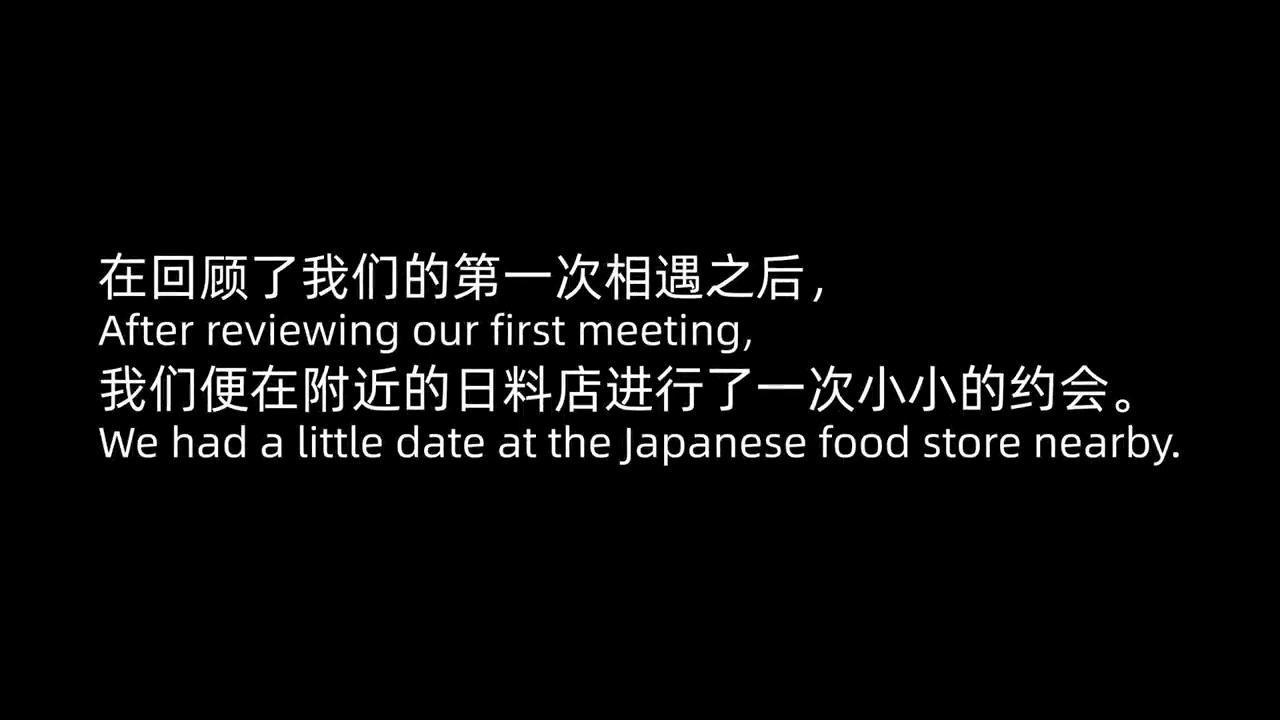 在回顾了我们的第一次相遇之后，
After reviewing our first meeting,
我们便在附近的日料店进行了一次小小的约会。
We had a little date at the Japanese food store nearby.